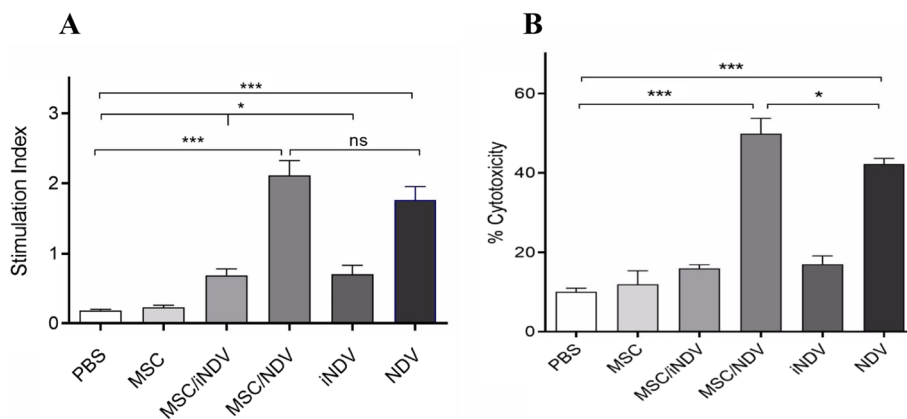 A
***
*
***
ns
Stimulation Index
3
2
1
0
PBS
MSC
MSC/iNDV
MSC/NDV
iNDV
NDV
B
***
***
*
% Cytotoxicity
60
40
20
0
PBS
MSC
MSC/iNDV
MSC/NDV
iNDV
NDV